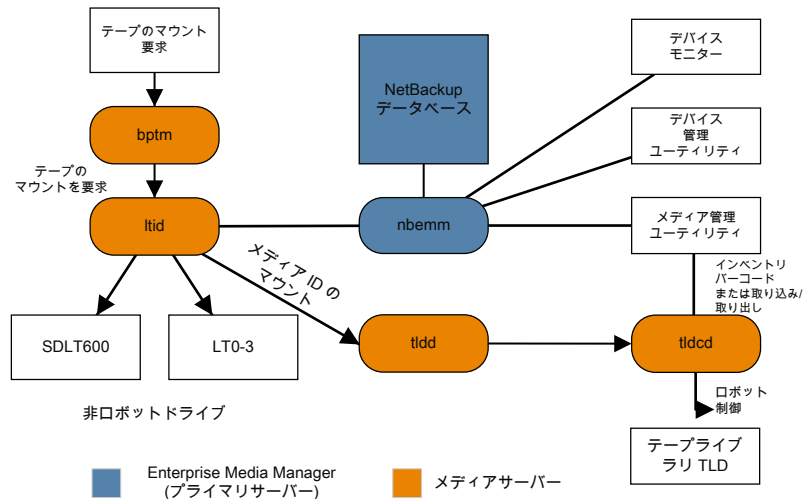 テープのマウント
要求
NetBackup
データベース
デバイス
モニター
bptm
デバイス
管理
ユーティリティ
テープの
マウントを要求
ltid
nbemm
メディア管理
ユーティリティ
メディア ID の
マウント
インベントリ
バーコード
または取り込み/
取り出し
SDLT600
LT0-3
tldd
tldcd
非ロボットドライブ
ロボット
制御
テープライブ
ラリ TLD
Enterprise Media Manager
(プライマリサーバー)
メディアサーバー